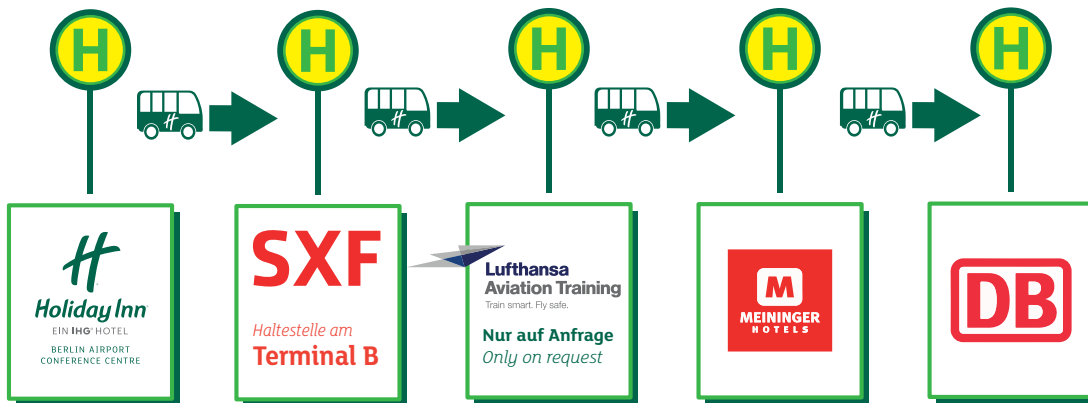 H
H
H
H
H
H
H
H
H
H
Holiday Inn
EIN IHG® HOTEL
BERLIN AIRPORT
CONFERENCE CENTRE
SXF
Haltestelle am
Terminal B
Lufthansa
Aviation Training
Train smart. Fly safe.
Nur auf Anfrage
Only on request
M
MEININGER
HOTELS
DB